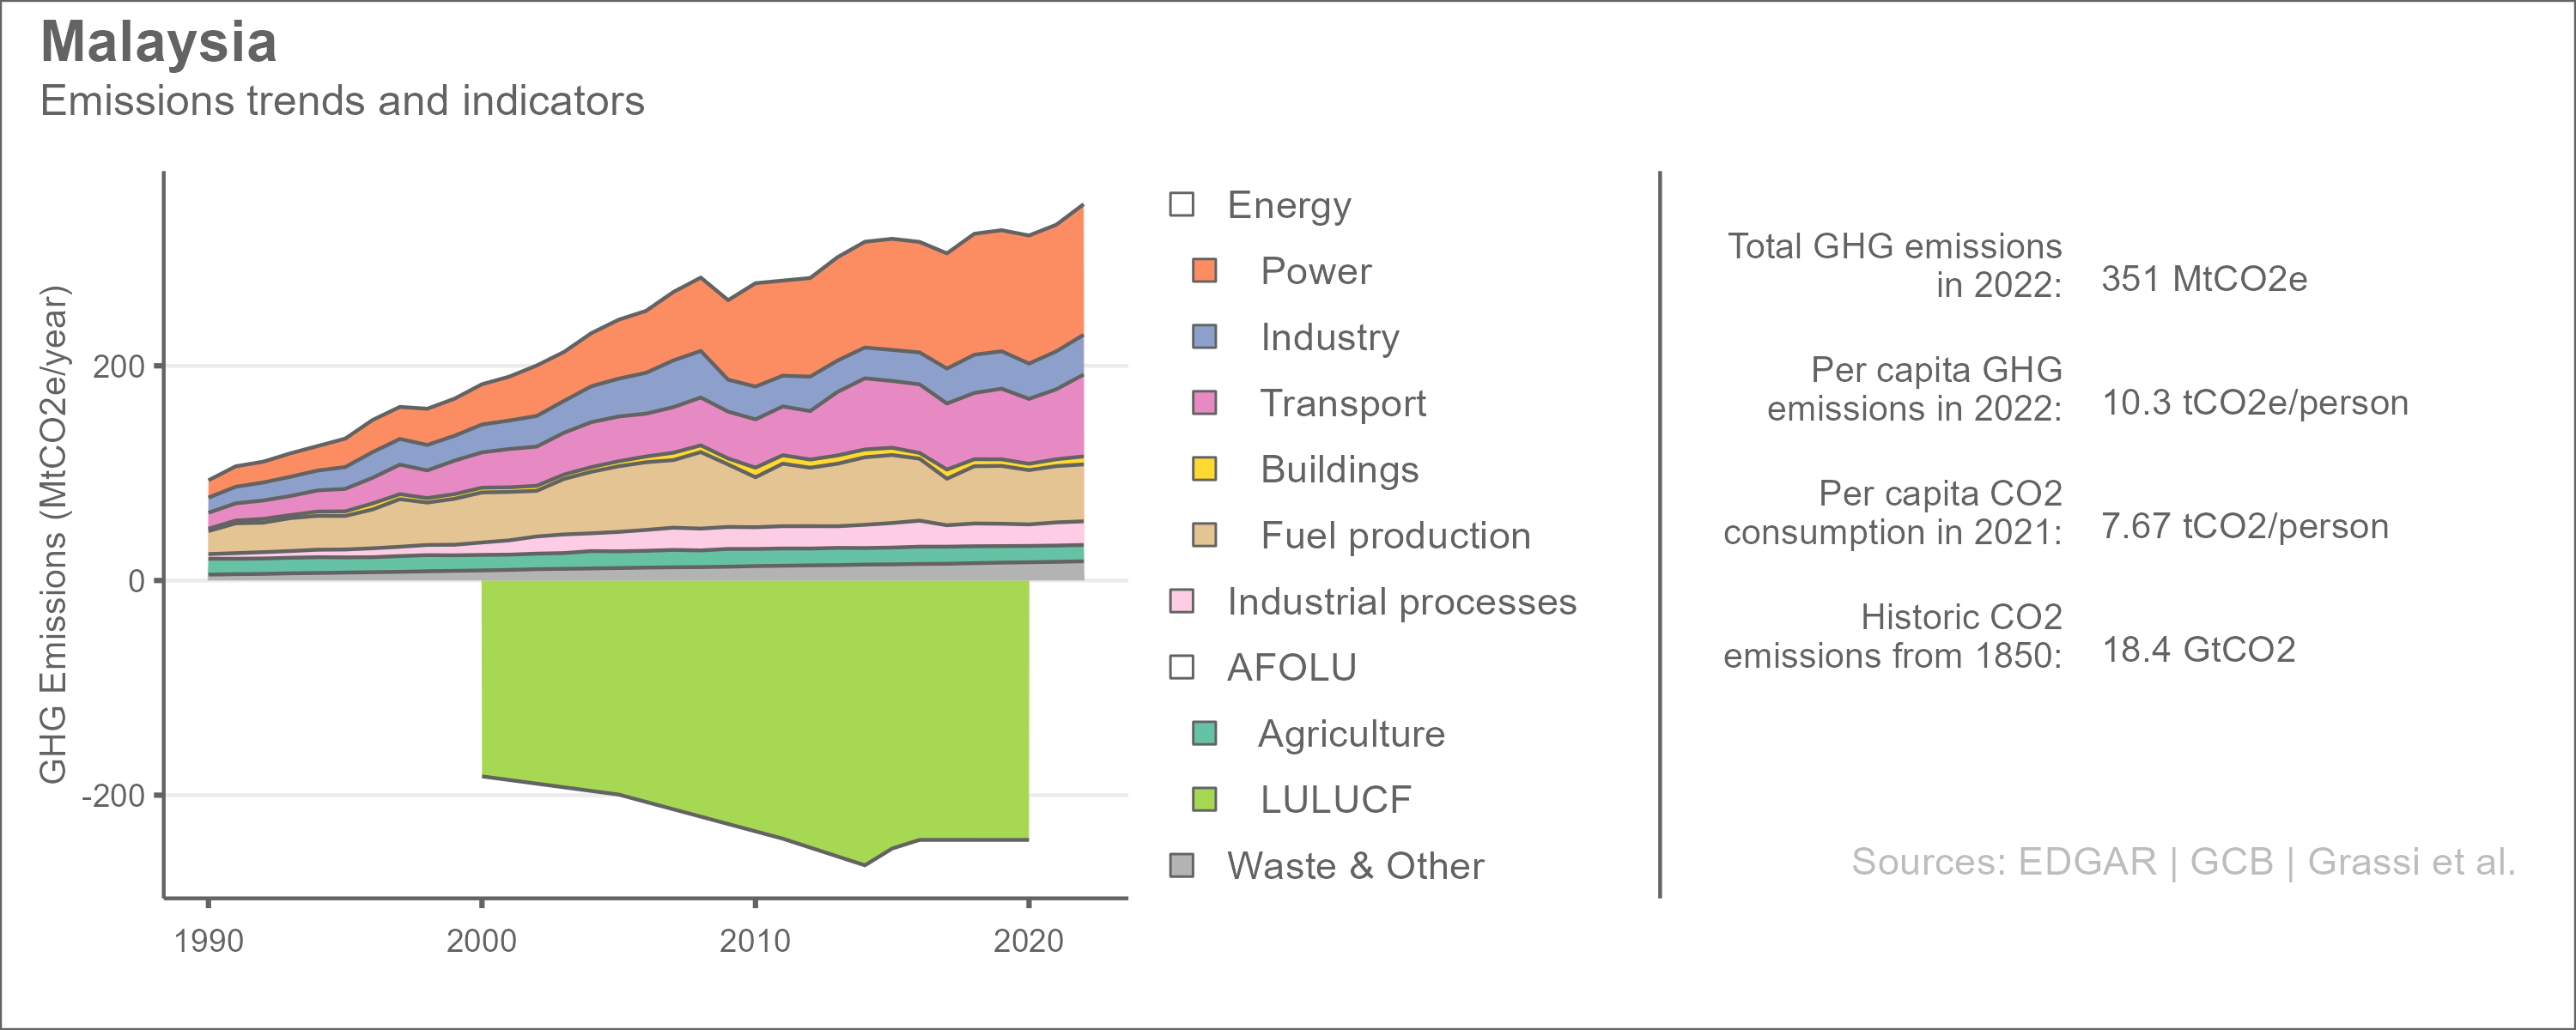 Malaysia
Emissions trends and indicators
GHG Emissions (MtCO2e/year)
200
0
-200
1990
2000
2010
2020
Energy
Power
Industry
Transport
Buildings
Fuel production
Industrial processes
AFOLU
Agriculture
LULUCF
Waste & Other
Total GHG emissions
in 2022:
351 MtCO2e
Per capita GHG
emissions in 2022:
10.3 tCO2e/person
Per capita CO2
consumption in 2021:
7.67 tCO2/person
Historic CO2
emissions from 1850:
18.4 GtCO2
Sources: EDGAR | GCB | Grassi et al.